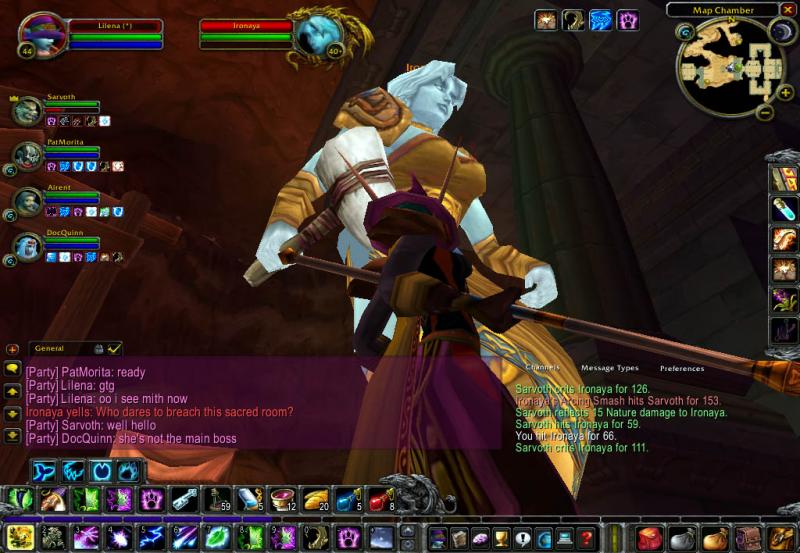 Map Chamber
N
Lilena (*)
44
Ironaya
40+
Iron
Sarvoth
PatMorita
Airent
DocQuinn
General
[Party] PatMorita: ready
[Party] Lilena: gtg
[Party] Lilena: oo i see mith now
Ironaya yells: Who dares to breach this sacred room?
[Party] Sarvoth: well hello
[Party] DocQuinn: she's not the main boss
Channels Message Types Preferences
Sarvoth crits Ironaya for 126.
Ironaya's Arcing Smash hits Sarvoth for 153.
Sarvoth reflects 15 Nature damage to Ironaya.
Sarvoth hits Ironaya for 59.
You hit Ironaya for 66.
Sarvoth crits Ironaya for 111.
59 5 12 20 5 8